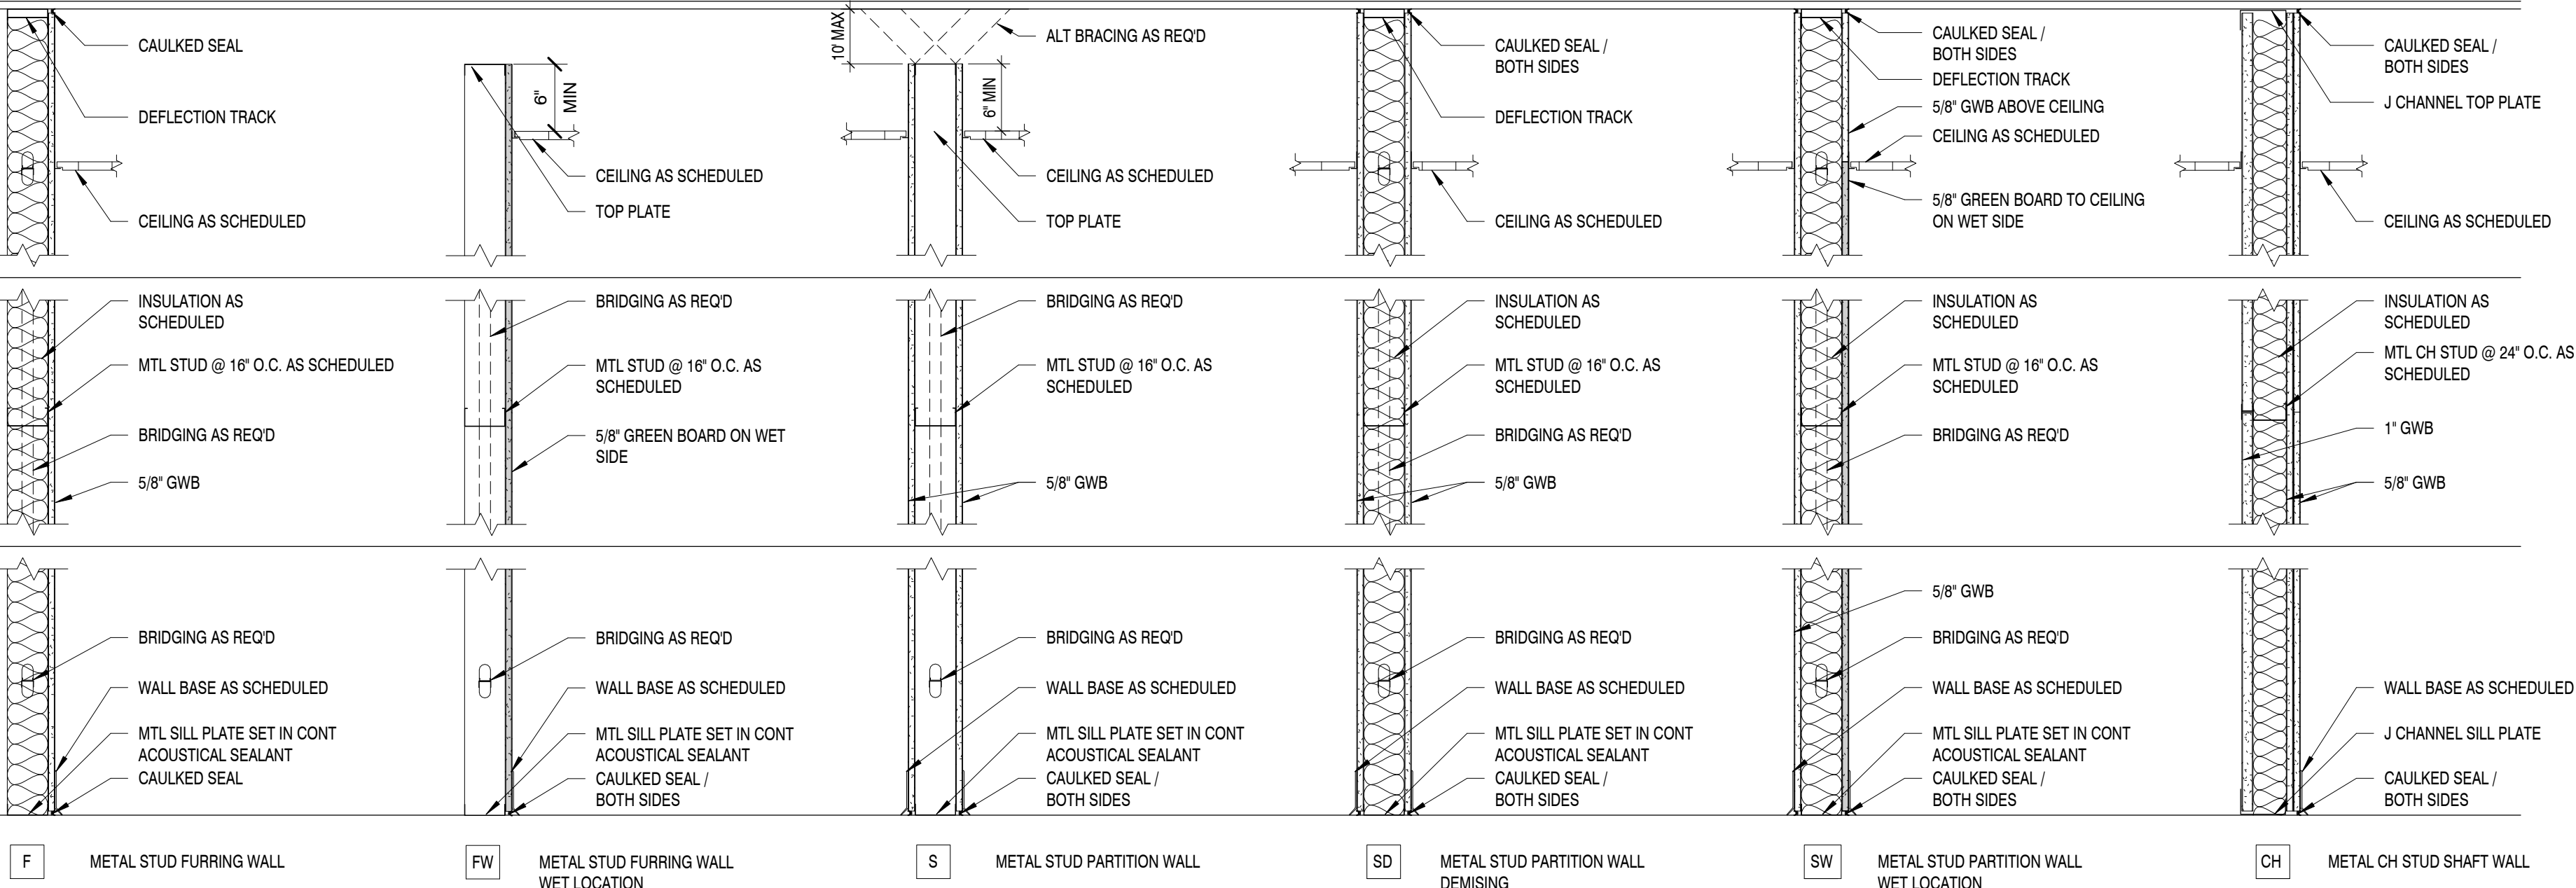 CAULKED SEAL
DEFLECTION TRACK
CEILING AS SCHEDULED
INSULATION AS
SCHEDULED
MTL STUD @ 16" O.C. AS SCHEDULED
BRIDGING AS REQ'D
5/8" GWB
BRIDGING AS REQ'D
WALL BASE AS SCHEDULED
MTL SILL PLATE SET IN CONT
ACOUSTICAL SEALANT
CAULKED SEAL
F
METAL STUD FURRING WALL
6"
MIN
CEILING AS SCHEDULED
TOP PLATE
BRIDGING AS REQ'D
MTL STUD @ 16" O.C. AS
SCHEDULED
5/8" GREEN BOARD ON WET
SIDE
BRIDGING AS REQ'D
WALL BASE AS SCHEDULED
MTL SILL PLATE SET IN CONT
ACOUSTICAL SEALANT
CAULKED SEAL /
BOTH SIDES
FW
METAL STUD FURRING WALL
WET LOCATION
10' MAX
ALT BRACING AS REQ'D
6" MIN
CEILING AS SCHEDULED
TOP PLATE
BRIDGING AS REQ'D
MTL STUD @ 16" O.C. AS
SCHEDULED
5/8" GWB
BRIDGING AS REQ'D
WALL BASE AS SCHEDULED
MTL SILL PLATE SET IN CONT
ACOUSTICAL SEALANT
CAULKED SEAL /
BOTH SIDES
S
METAL STUD PARTITION WALL
CAULKED SEAL /
BOTH SIDES
DEFLECTION TRACK
CEILING AS SCHEDULED
INSULATION AS
SCHEDULED
MTL STUD @ 16" O.C. AS
SCHEDULED
BRIDGING AS REQ'D
5/8" GWB
BRIDGING AS REQ'D
WALL BASE AS SCHEDULED
MTL SILL PLATE SET IN CONT
ACOUSTICAL SEALANT
CAULKED SEAL /
BOTH SIDES
SD
METAL STUD PARTITION WALL
DEMISING
CAULKED SEAL /
BOTH SIDES
DEFLECTION TRACK
5/8" GWB ABOVE CEILING
CEILING AS SCHEDULED
5/8" GREEN BOARD TO CEILING
ON WET SIDE
INSULATION AS
SCHEDULED
MTL STUD @ 16" O.C. AS
SCHEDULED
BRIDGING AS REQ'D
5/8" GWB
BRIDGING AS REQ'D
WALL BASE AS SCHEDULED
MTL SILL PLATE SET IN CONT
ACOUSTICAL SEALANT
CAULKED SEAL /
BOTH SIDES
SW
METAL STUD PARTITION WALL
WET LOCATION
CAULKED SEAL /
BOTH SIDES
J CHANNEL TOP PLATE
CEILING AS SCHEDULED
INSULATION AS
SCHEDULED
MTL CH STUD @ 24" O.C. AS
SCHEDULED
1" GWB
5/8" GWB
WALL BASE AS SCHEDULED
J CHANNEL SILL PLATE
CAULKED SEAL /
BOTH SIDES
CH
METAL CH STUD SHAFT WALL